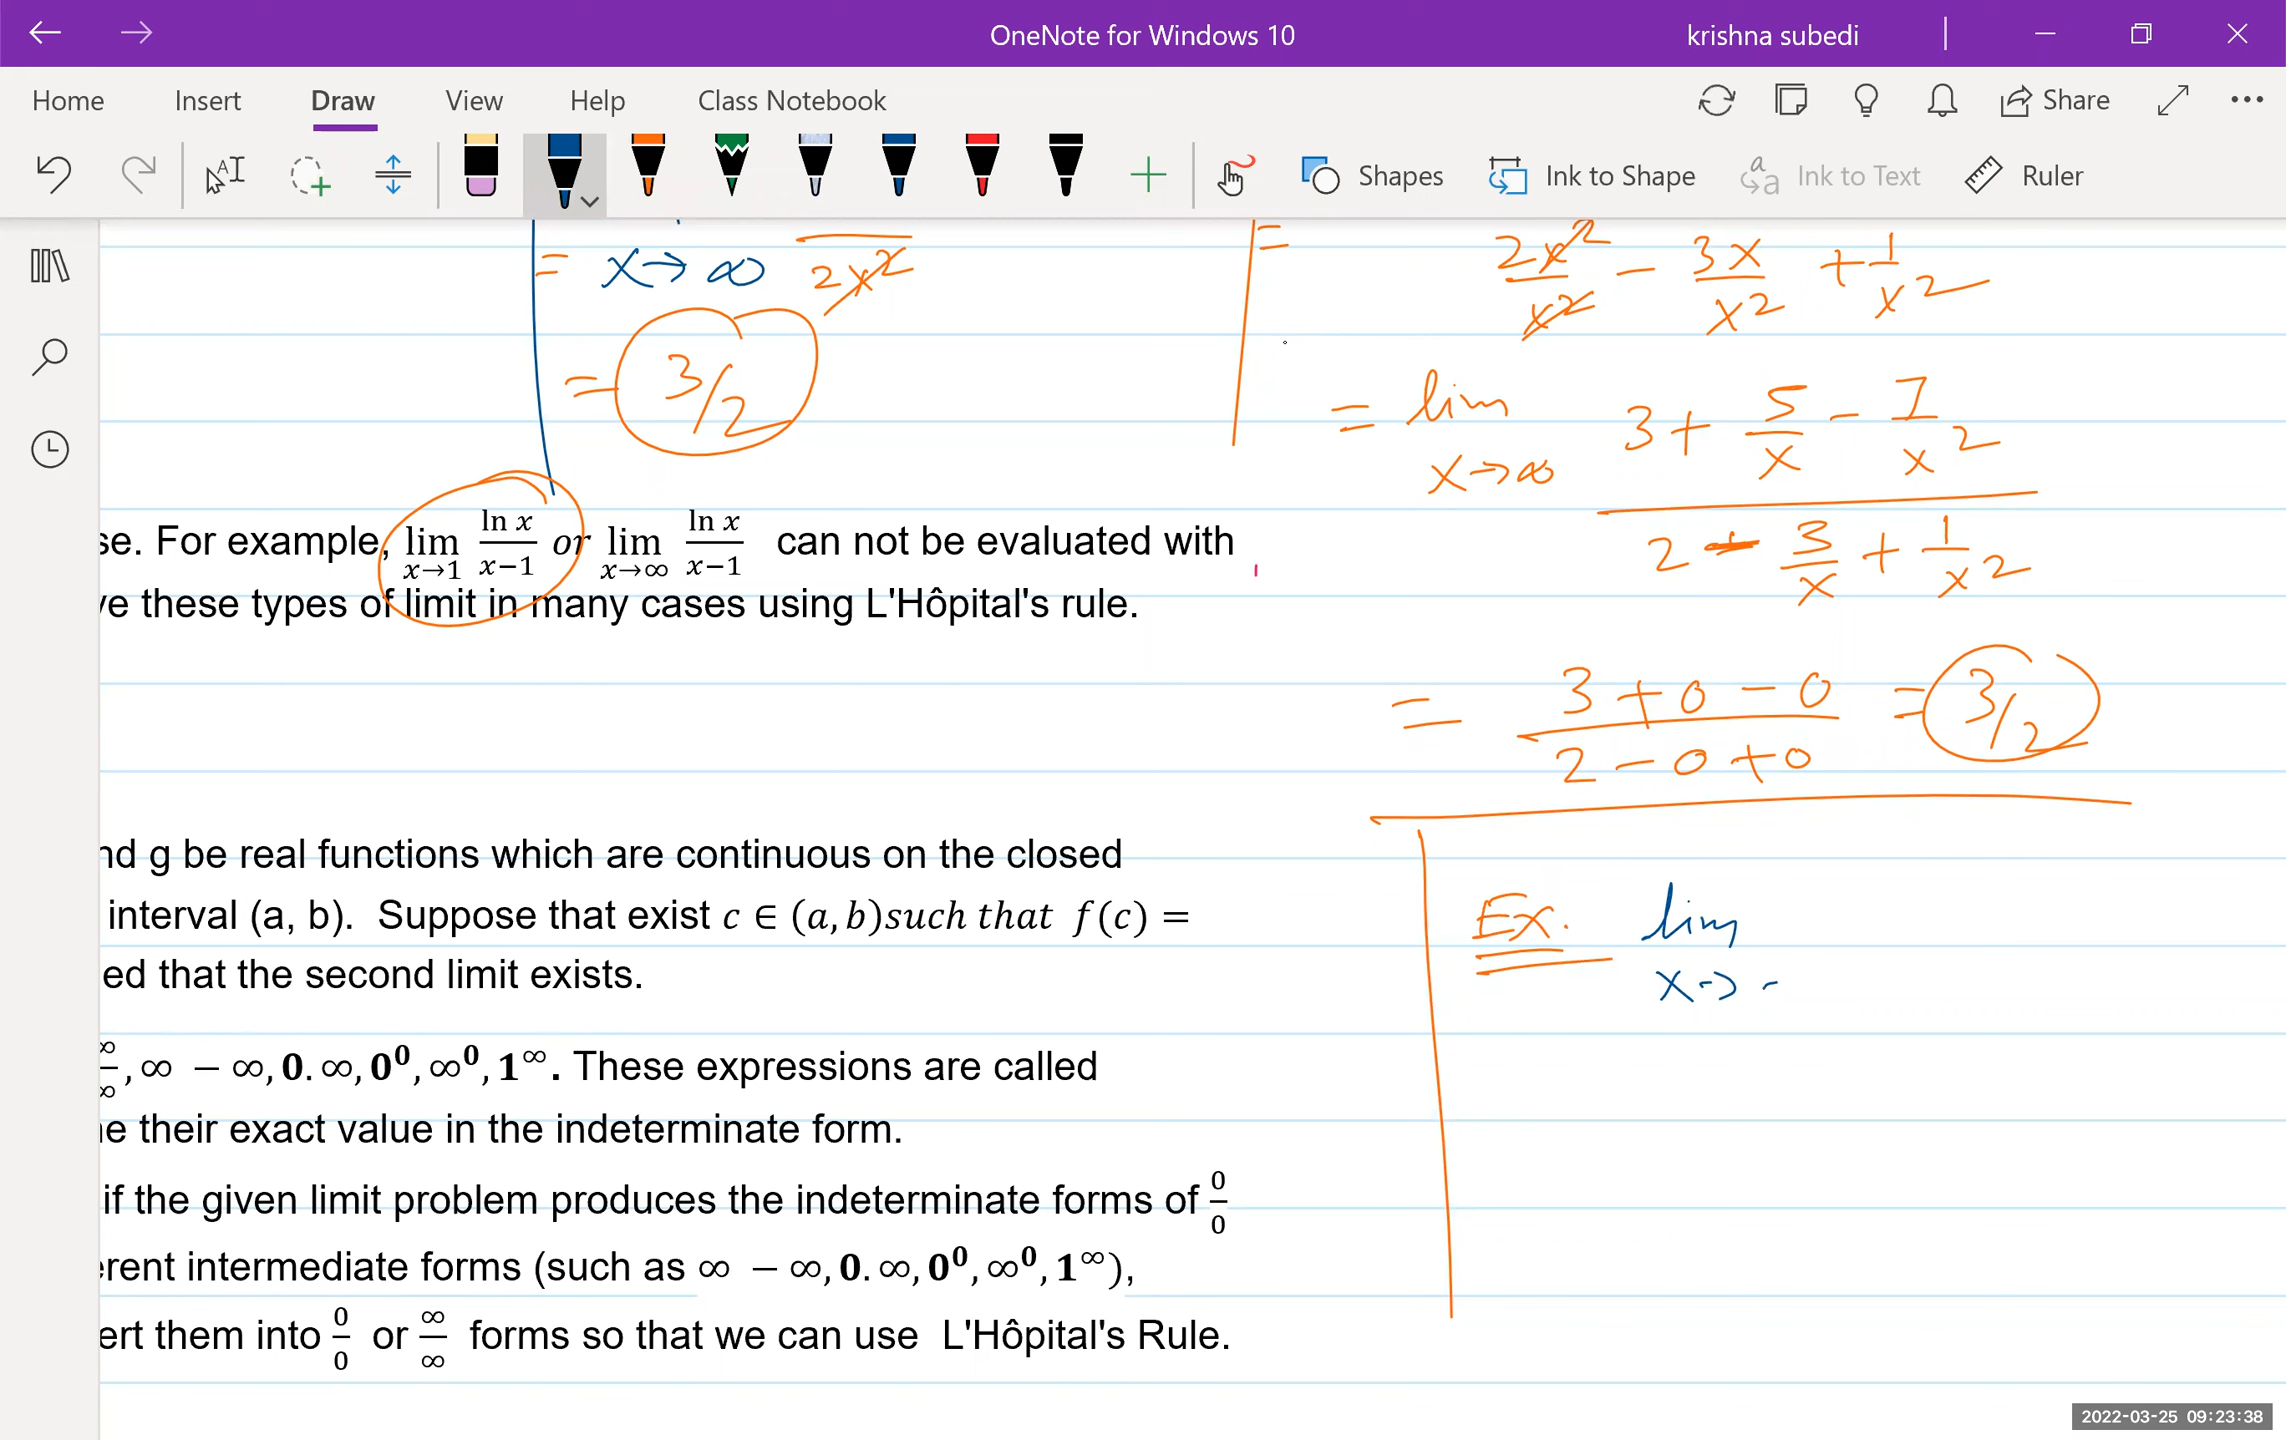 OneNote for Windows 10
krishna subedi
Home Insert Draw View Help Class Notebook Share
Shapes Ink to Shape Ink to Text Ruler
= x→∞ 2x²
= 3/2
= 2x²/x² - 3x/x² + 1/x²
= lim x→∞ (3 + 5/x - 7/x²) / (2 - 3/x + 1/x²)
se. For example, lim x→1 ln x/x−1 or lim x→∞ ln x/x−1 can not be evaluated with
ve these types of limit in many cases using L'Hôpital's rule.
= (3 + 0 - 0) / (2 - 0 + 0) = 3/2
nd g be real functions which are continuous on the closed
interval (a, b). Suppose that exist c ∈ (a, b)such that f(c) =
ed that the second limit exists.
Ex. lim x→ -
∞/∞, ∞ − ∞, 0. ∞, 0⁰, ∞⁰, 1^∞. These expressions are called
ne their exact value in the indeterminate form.
if the given limit problem produces the indeterminate forms of 0/0
erent intermediate forms (such as ∞ − ∞, 0. ∞, 0⁰, ∞⁰, 1^∞),
ert them into 0/0 or ∞/∞ forms so that we can use L'Hôpital's Rule.
2022-03-25 09:23:38